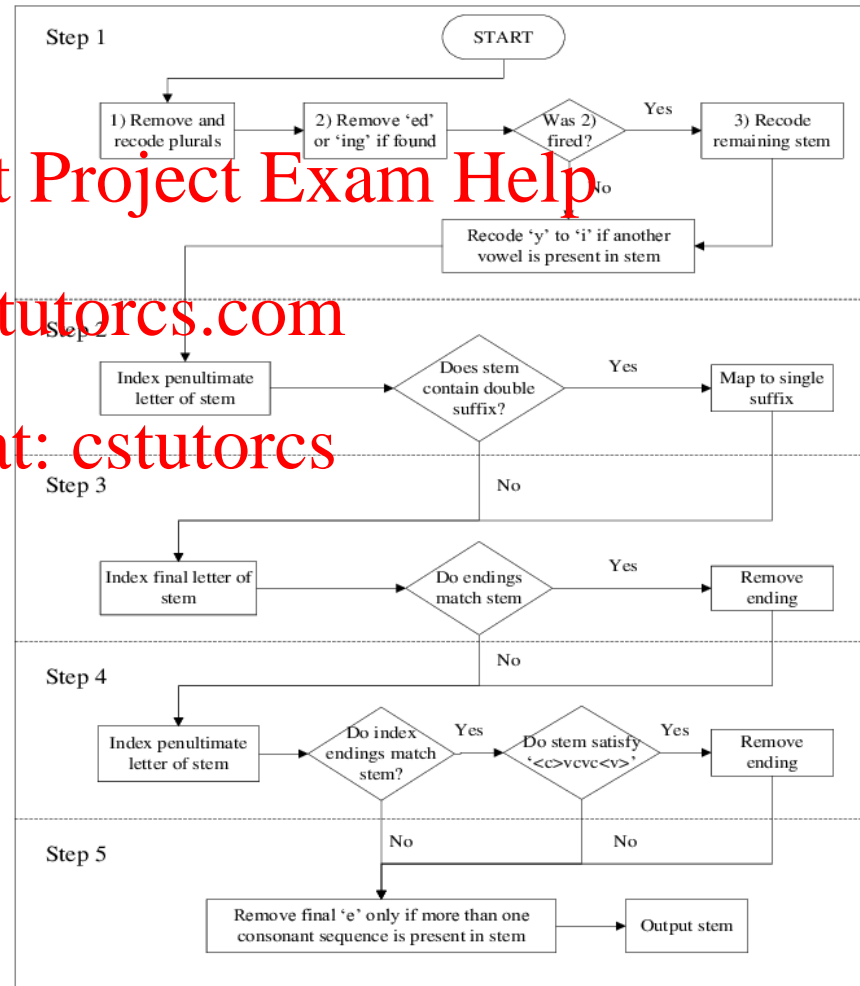 Step 1
START
1) Remove and
recode plurals
2) Remove ‘ed’
or ‘ing’ if found
Was 2)
fired?
Yes
3) Recode
remaining stem
t Project Exam Help
No
Recode ‘y’ to ‘i’ if another
vowel is present in stem
tutorcs.com
Step 2
Index penultimate
letter of stem
Does stem
contain double
suffix?
Yes
Map to single
suffix
at: cstutorcs
Step 3
No
Index final letter of
stem
Do endings
match stem
Yes
Remove
ending
No
Step 4
Index penultimate
letter of stem
Do index
endings match
stem?
Yes
Do stem satisfy
‘<c>vcvc<v>’
Yes
Remove
ending
No
No
Step 5
Remove final ‘e’ only if more than one
consonant sequence is present in stem
Output stem